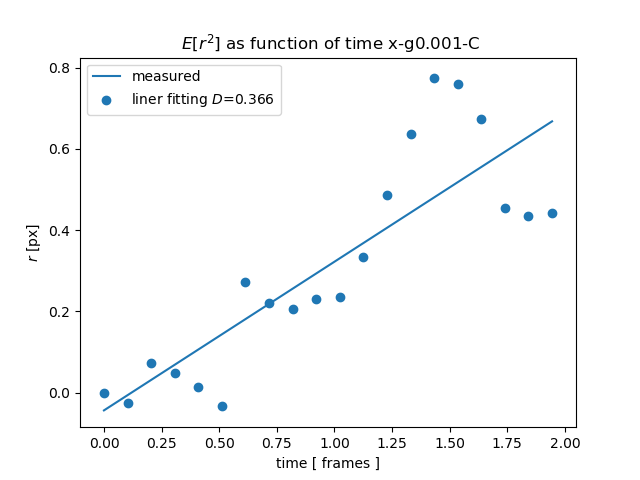 E[r²] as function of time x-g0.001-C
measured
liner fitting D=0.366
0.8
0.6
0.4
0.2
0.0
r [px]
0.00 0.25 0.50 0.75 1.00 1.25 1.50 1.75 2.00
time [ frames ]